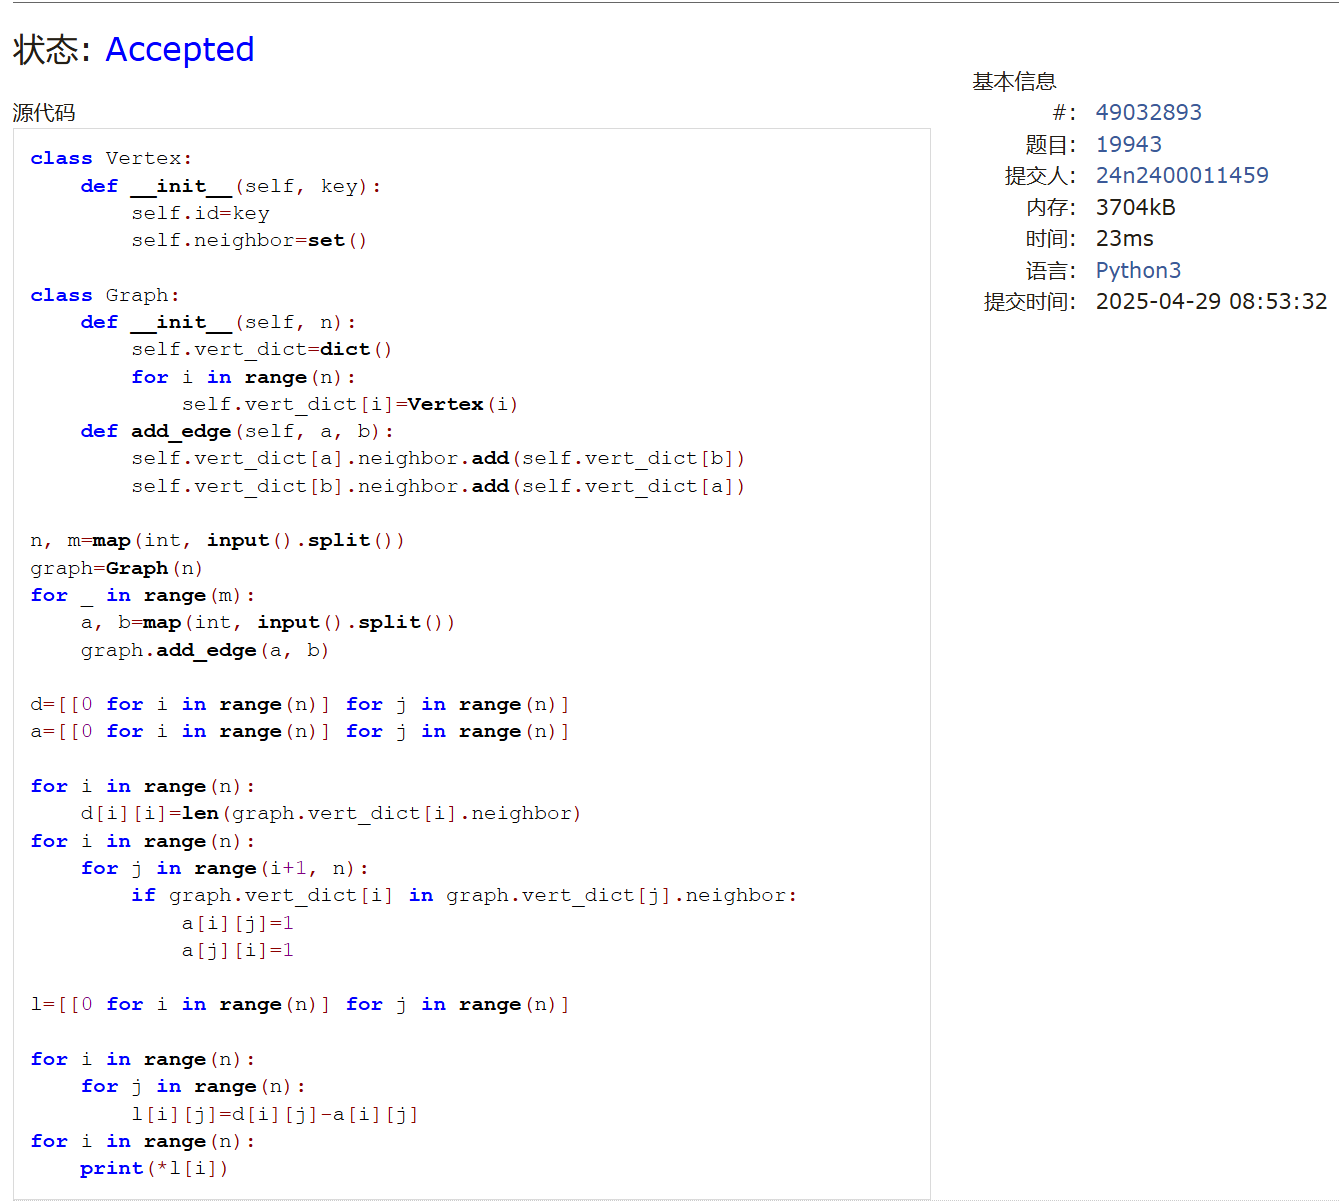 状态: Accepted
源代码
class Vertex:
    def __init__(self, key):
        self.id=key
        self.neighbor=set()

class Graph:
    def __init__(self, n):
        self.vert_dict=dict()
        for i in range(n):
            self.vert_dict[i]=Vertex(i)
    def add_edge(self, a, b):
        self.vert_dict[a].neighbor.add(self.vert_dict[b])
        self.vert_dict[b].neighbor.add(self.vert_dict[a])

n, m=map(int, input().split())
graph=Graph(n)
for _ in range(m):
    a, b=map(int, input().split())
    graph.add_edge(a, b)

d=[[0 for i in range(n)] for j in range(n)]
a=[[0 for i in range(n)] for j in range(n)]

for i in range(n):
    d[i][i]=len(graph.vert_dict[i].neighbor)
for i in range(n):
    for j in range(i+1, n):
        if graph.vert_dict[i] in graph.vert_dict[j].neighbor:
            a[i][j]=1
            a[j][i]=1

l=[[0 for i in range(n)] for j in range(n)]

for i in range(n):
    for j in range(n):
        l[i][j]=d[i][j]-a[i][j]
for i in range(n):
    print(*l[i])
基本信息
#: 49032893
题目: 19943
提交人: 24n2400011459
内存: 3704kB
时间: 23ms
语言: Python3
提交时间: 2025-04-29 08:53:32